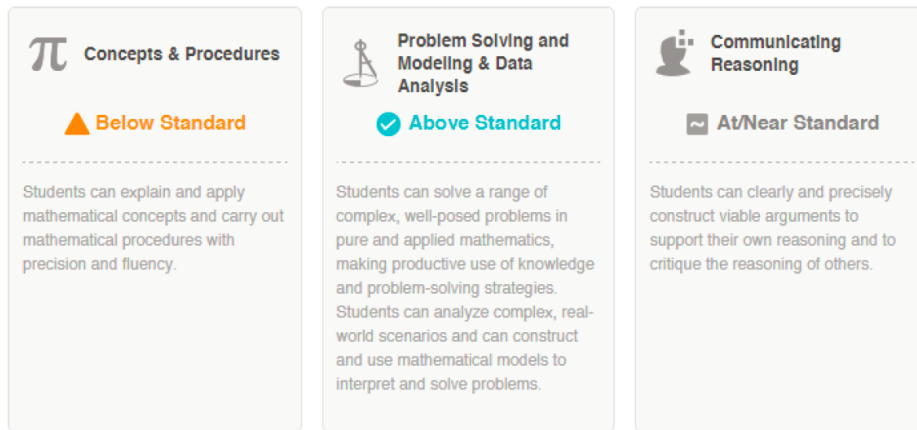 Concepts & Procedures
Below Standard
Students can explain and apply
mathematical concepts and carry out
mathematical procedures with
precision and fluency.
Problem Solving and
Modeling & Data
Analysis
Above Standard
Students can solve a range of
complex, well-posed problems in
pure and applied mathematics,
making productive use of knowledge
and problem-solving strategies.
Students can analyze complex, real-
world scenarios and can construct
and use mathematical models to
interpret and solve problems.
Communicating
Reasoning
At/Near Standard
Students can clearly and precisely
construct viable arguments to
support their own reasoning and to
critique the reasoning of others.